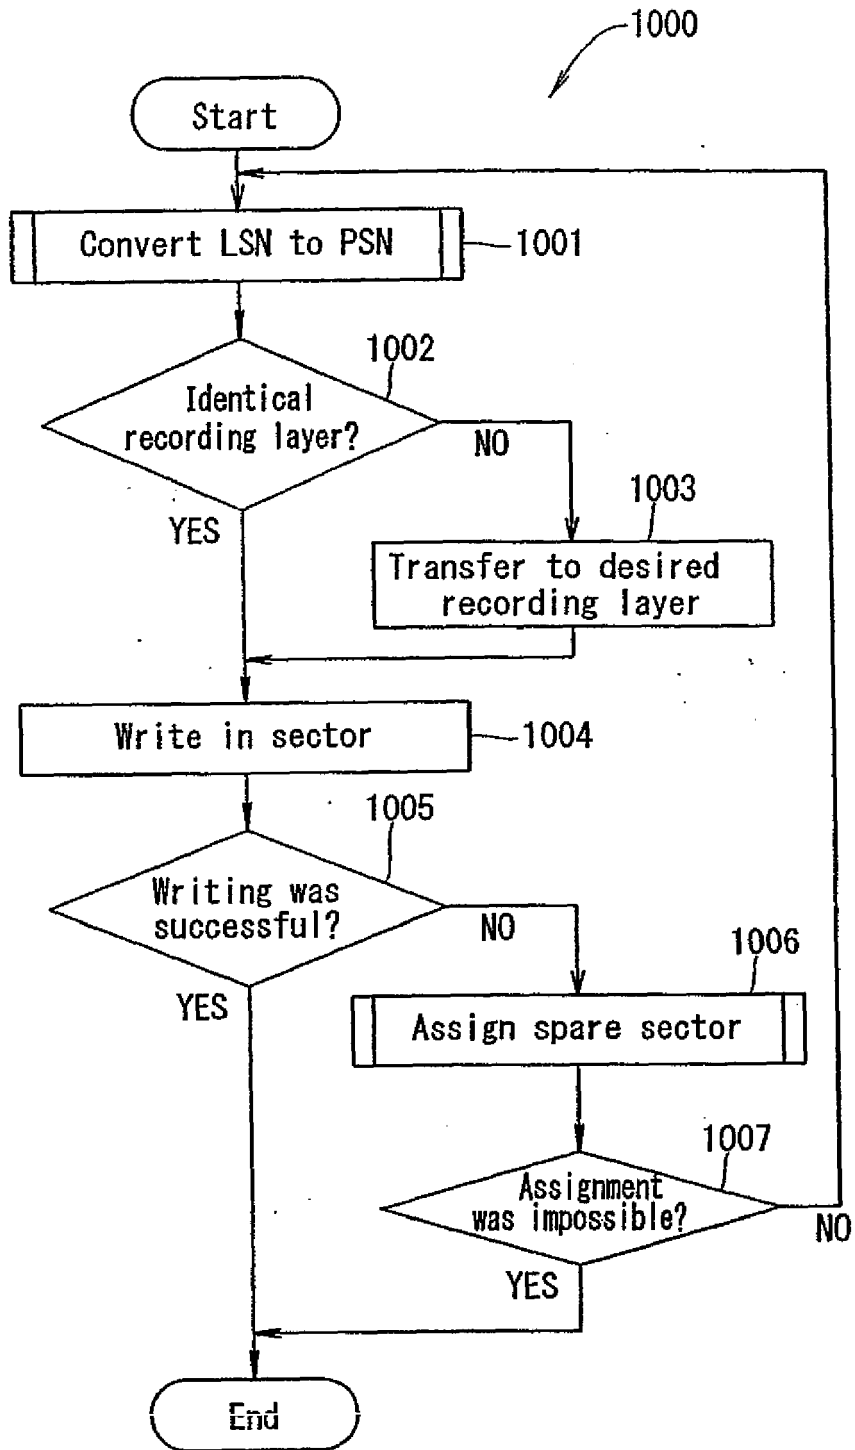 1000
Start
Convert LSN to PSN
1001
1002
Identical
recording layer?
NO
YES
1003
Transfer to desired
recording layer
Write in sector
1004
1005
Writing was
successful?
NO
YES
1006
Assign spare sector
1007
Assignment
was impossible?
NO
YES
End